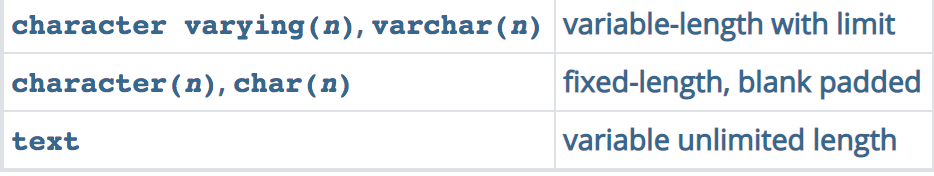 character varying(n), varchar(n) variable-length with limit
character(n), char(n) fixed-length, blank padded
text variable unlimited length